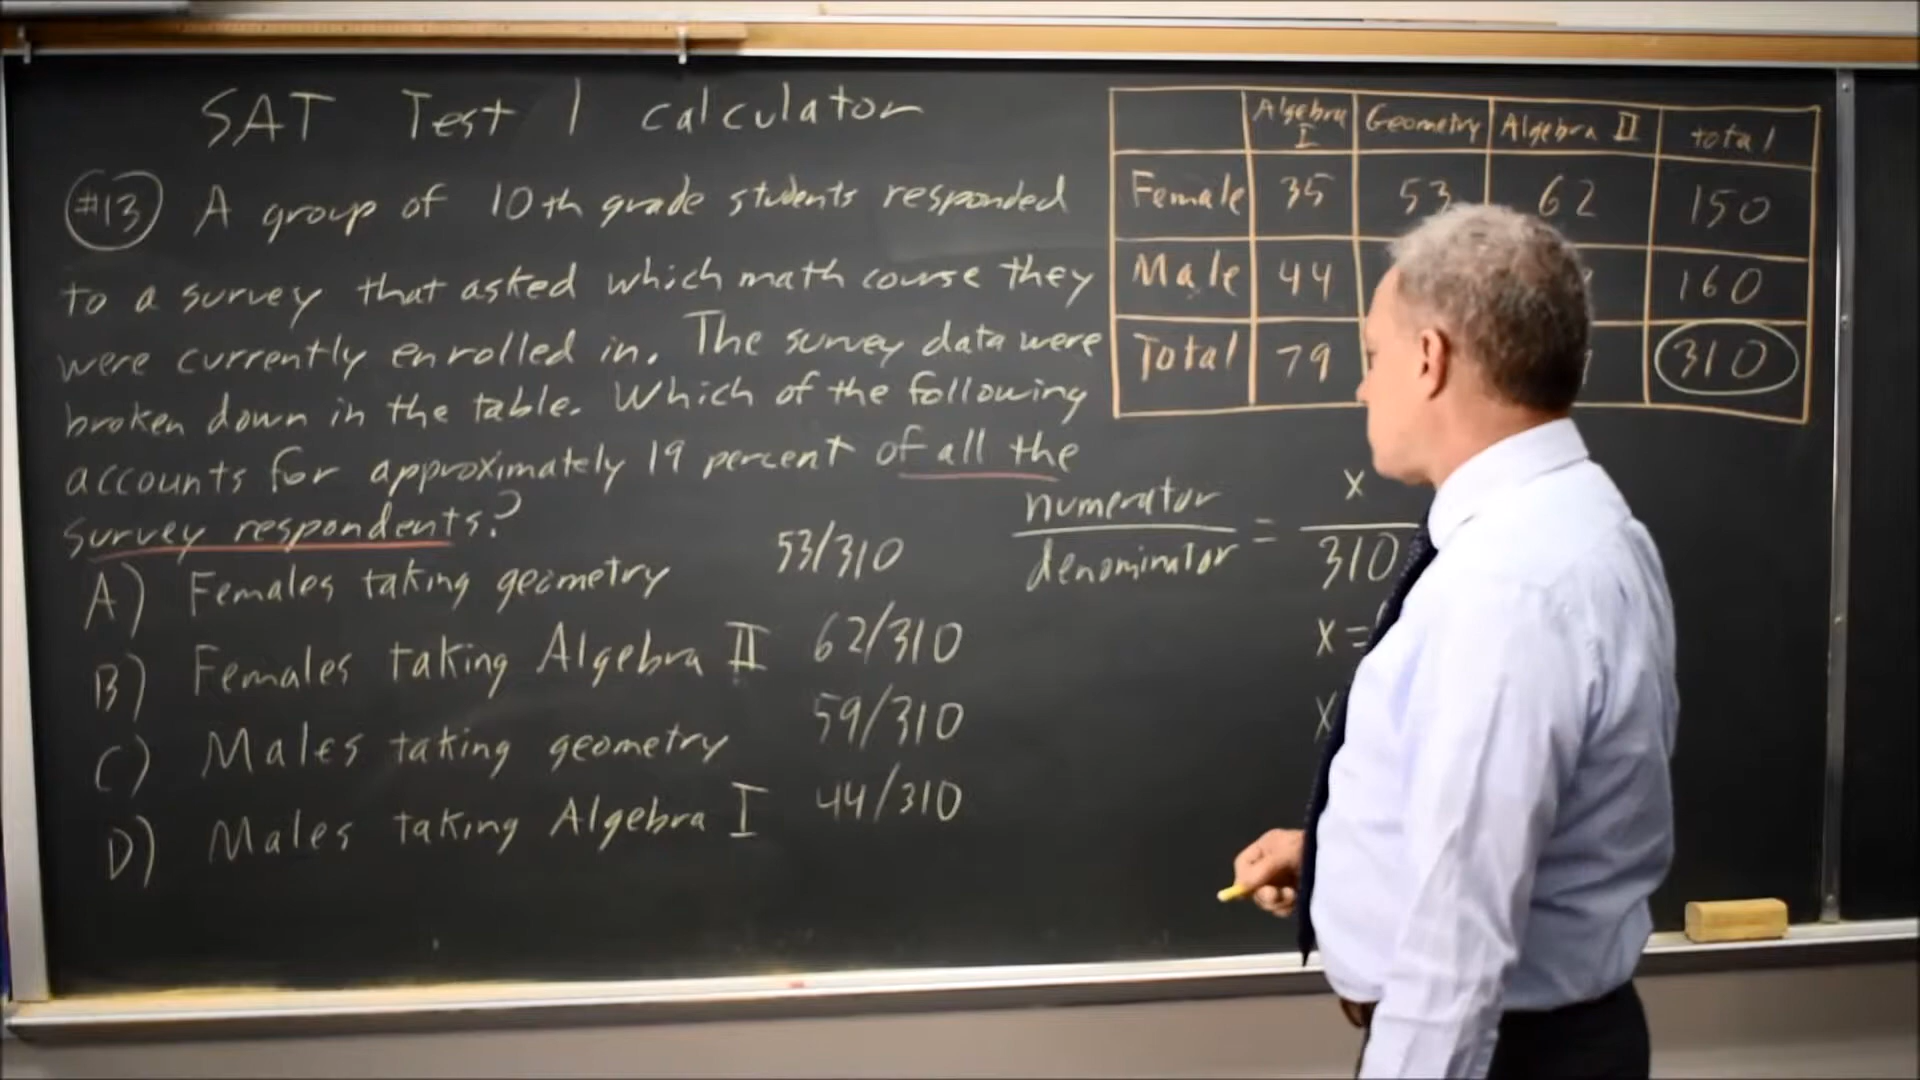 SAT Test 1 calculator
#13 A group of 10th grade students responded
to a survey that asked which math course they
were currently enrolled in. The survey data were
broken down in the table. Which of the following
accounts for approximately 19 percent of all the
survey respondents?
A) Females taking geometry 53/310
B) Females taking Algebra II 62/310
C) Males taking geometry 59/310
D) Males taking Algebra I 44/310
Algebra I Geometry Algebra II total
Female 35 53 62 150
Male 44 160
Total 79 310
numerator x
denominator = 310
x =
x